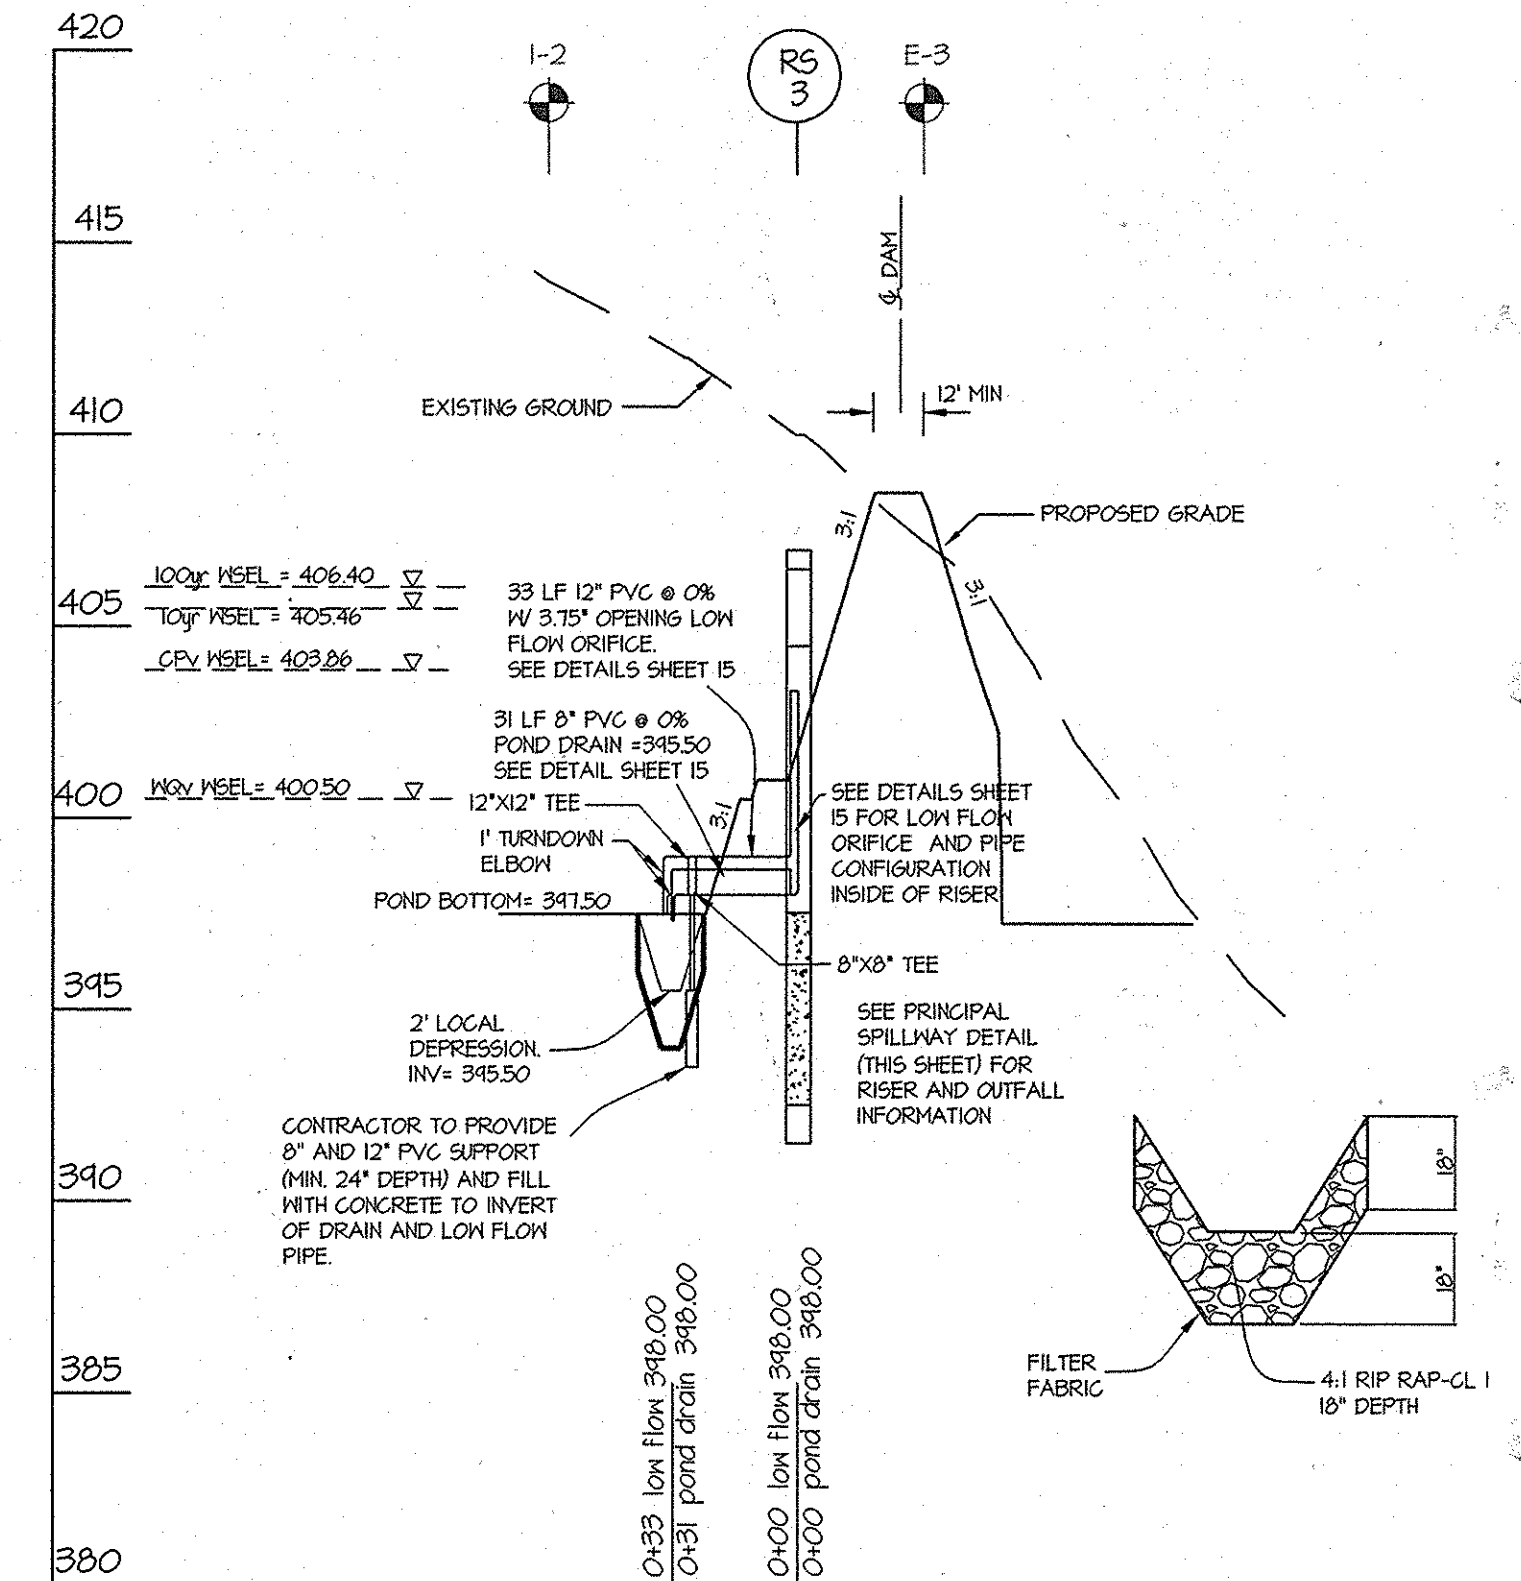 420
I-2
RS
3
E-3
415
℄ DAM
410
EXISTING GROUND
12' MIN
3:1
PROPOSED GRADE
100yr WSEL = 406.40
405
10yr WSEL = 405.46
CPv WSEL= 403.86
33 LF 12" PVC @ 0%
W/ 3.75" OPENING LOW
FLOW ORIFICE.
SEE DETAILS SHEET 15
3:1
31 LF 8" PVC @ 0%
POND DRAIN =395.50
SEE DETAIL SHEET 15
400
WQv WSEL= 400.50
12"X12" TEE
3:1
1' TURNDOWN
ELBOW
SEE DETAILS SHEET
15 FOR LOW FLOW
ORIFICE AND PIPE
CONFIGURATION
INSIDE OF RISER
POND BOTTOM= 397.50
8"X8" TEE
395
2' LOCAL
DEPRESSION.
INV= 395.50
SEE PRINCIPAL
SPILLWAY DETAIL
(THIS SHEET) FOR
RISER AND OUTFALL
INFORMATION
CONTRACTOR TO PROVIDE
8" AND 12" PVC SUPPORT
(MIN. 24" DEPTH) AND FILL
WITH CONCRETE TO INVERT
OF DRAIN AND LOW FLOW
PIPE.
390
18"
18"
385
FILTER
FABRIC
4:1 RIP RAP-CL 1
18" DEPTH
0+33 low flow 398.00
0+31 pond drain 398.00
0+00 low flow 398.00
0+00 pond drain 398.00
380